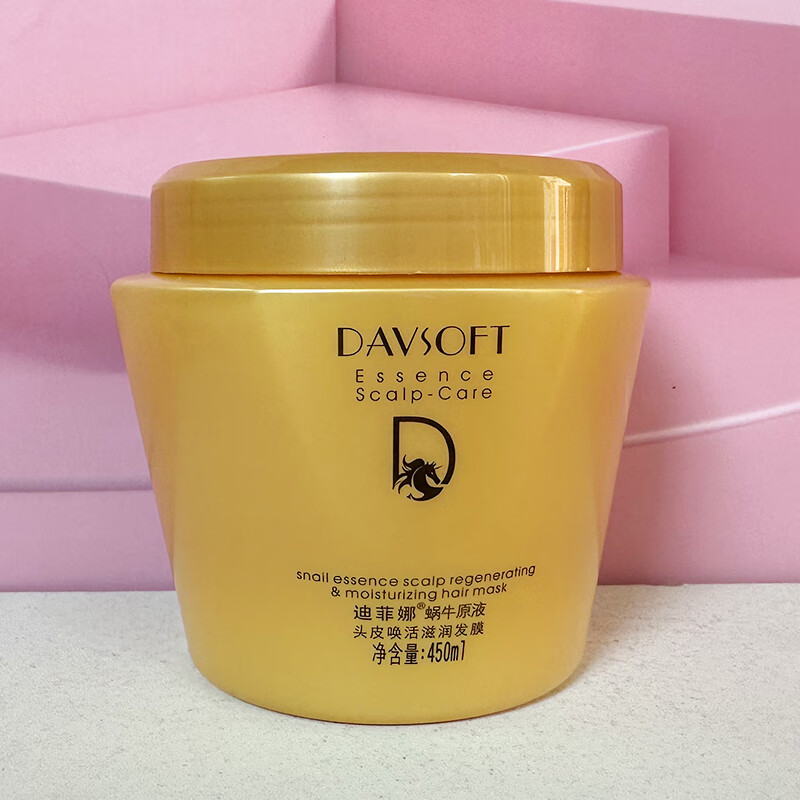 DAVSOFT
Essence
Scalp-Care
D
snail essence scalp regenerating
& moisturizing hair mask
迪菲娜®蜗牛原液
头皮唤活滋润发膜
净含量:450ml